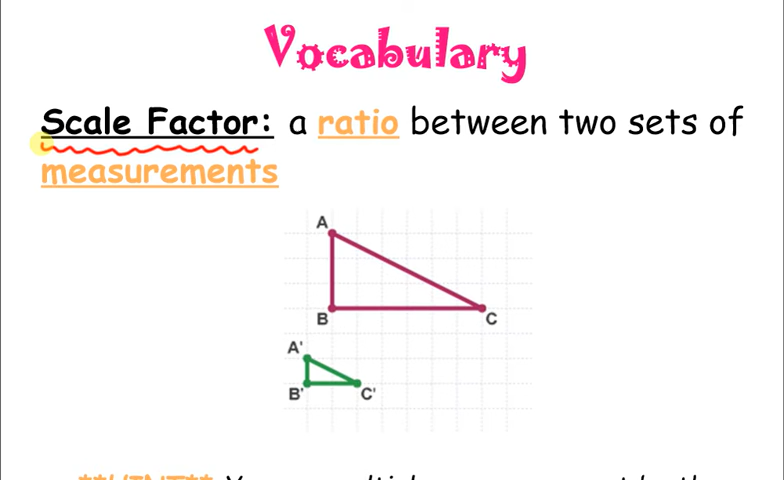 Vocabulary
Scale Factor: a ratio between two sets of
measurements
A
B
C
A'
B'
C'